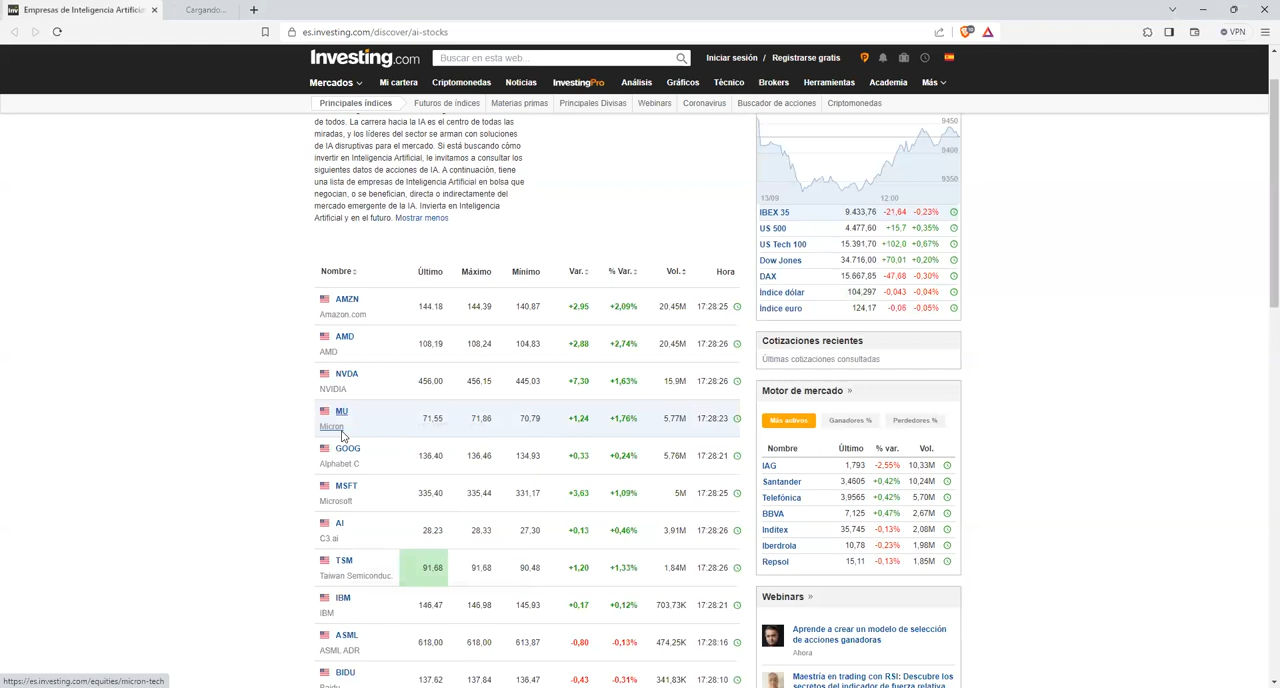 Empresas de Inteligencia Artificial
Cargando...
es.investing.com/discover/ai-stocks
VPN
Investing.com
Buscar en esta web...
Iniciar sesión / Registrarse gratis
Mercados Mi cartera Criptomonedas Noticias InvestingPro Análisis Gráficos Técnico Brokers Herramientas Academia Más
Principales índices Futuros de índices Materias primas Principales Divisas Webinars Coronavirus Buscador de acciones Criptomonedas
de todos. La carrera hacia la IA es el centro de todas las
miradas, y los líderes del sector se arman con soluciones
de IA disruptivas para el mercado. Si está buscando cómo
invertir en Inteligencia Artificial, le invitamos a consultar los
siguientes datos de acciones de IA. A continuación, tiene
una lista de empresas de Inteligencia Artificial en bolsa que
negocian, o se benefician, directa o indirectamente del
mercado emergente de la IA. Invierta en Inteligencia
Artificial y en el futuro. Mostrar menos
Nombre Último Máximo Mínimo Var. % Var. Vol. Hora
AMZN
Amazon.com
144,18 144,39 140,87 +2.95 +2,09% 20,45M 17:28:25
AMD
AMD
108,19 108,24 104,83 +2,88 +2,74% 20,45M 17:28:26
NVDA
NVIDIA
456,00 456,15 445,03 +7,30 +1,63% 15.9M 17:28:26
MU
Micron
71,55 71,86 70,79 +1,24 +1,76% 5,77M 17:28:23
GOOG
Alphabet C
136,40 136,46 134,93 +0,33 +0,24% 5,76M 17:28:21
MSFT
Microsoft
335,40 335,44 331,17 +3,63 +1,09% 5M 17:28:25
AI
C3.ai
28,23 28,33 27,30 +0,13 +0,46% 3,91M 17:28:26
TSM
Taiwan Semiconduc.
91,68 91,68 90,48 +1,20 +1,33% 1,84M 17:28:26
IBM
IBM
146,47 146,98 145,93 +0,17 +0,12% 703,73K 17:28:21
ASML
ASML ADR
618,00 618,00 613,87 -0,80 -0,13% 474,25K 17:28:16
BIDU
Baidu
137,62 137,84 136,47 -0,43 -0,31% 341,83K 17:28:10
9450
9400
9350
13/09 12:00
IBEX 35 9.433,76 -21,64 -0,23%
US 500 4.477,60 +15,7 +0,35%
US Tech 100 15.391,70 +102,0 +0,67%
Dow Jones 34.716,00 +70,01 +0,20%
DAX 15.667,85 -47,68 -0,30%
Índice dólar 104,297 -0,043 -0,04%
Índice euro 124,17 -0,06 -0,05%
Cotizaciones recientes
Últimas cotizaciones consultadas
Motor de mercado »
Más activos Ganadores % Perdedores %
Nombre Último % var. Vol.
IAG 1,793 -2,55% 10,33M
Santander 3,4605 +0,42% 10,24M
Telefónica 3,9565 +0,42% 5,70M
BBVA 7,125 +0,47% 2,67M
Inditex 35,745 -0,13% 2,08M
Iberdrola 10,78 -0,23% 1,98M
Repsol 15,11 -0,13% 1,85M
Webinars »
Aprende a crear un modelo de selección
de acciones ganadoras
Ahora
Maestría en trading con RSI: Descubre los
secretos del indicador de fuerza relativa
https://es.investing.com/equities/micron-tech